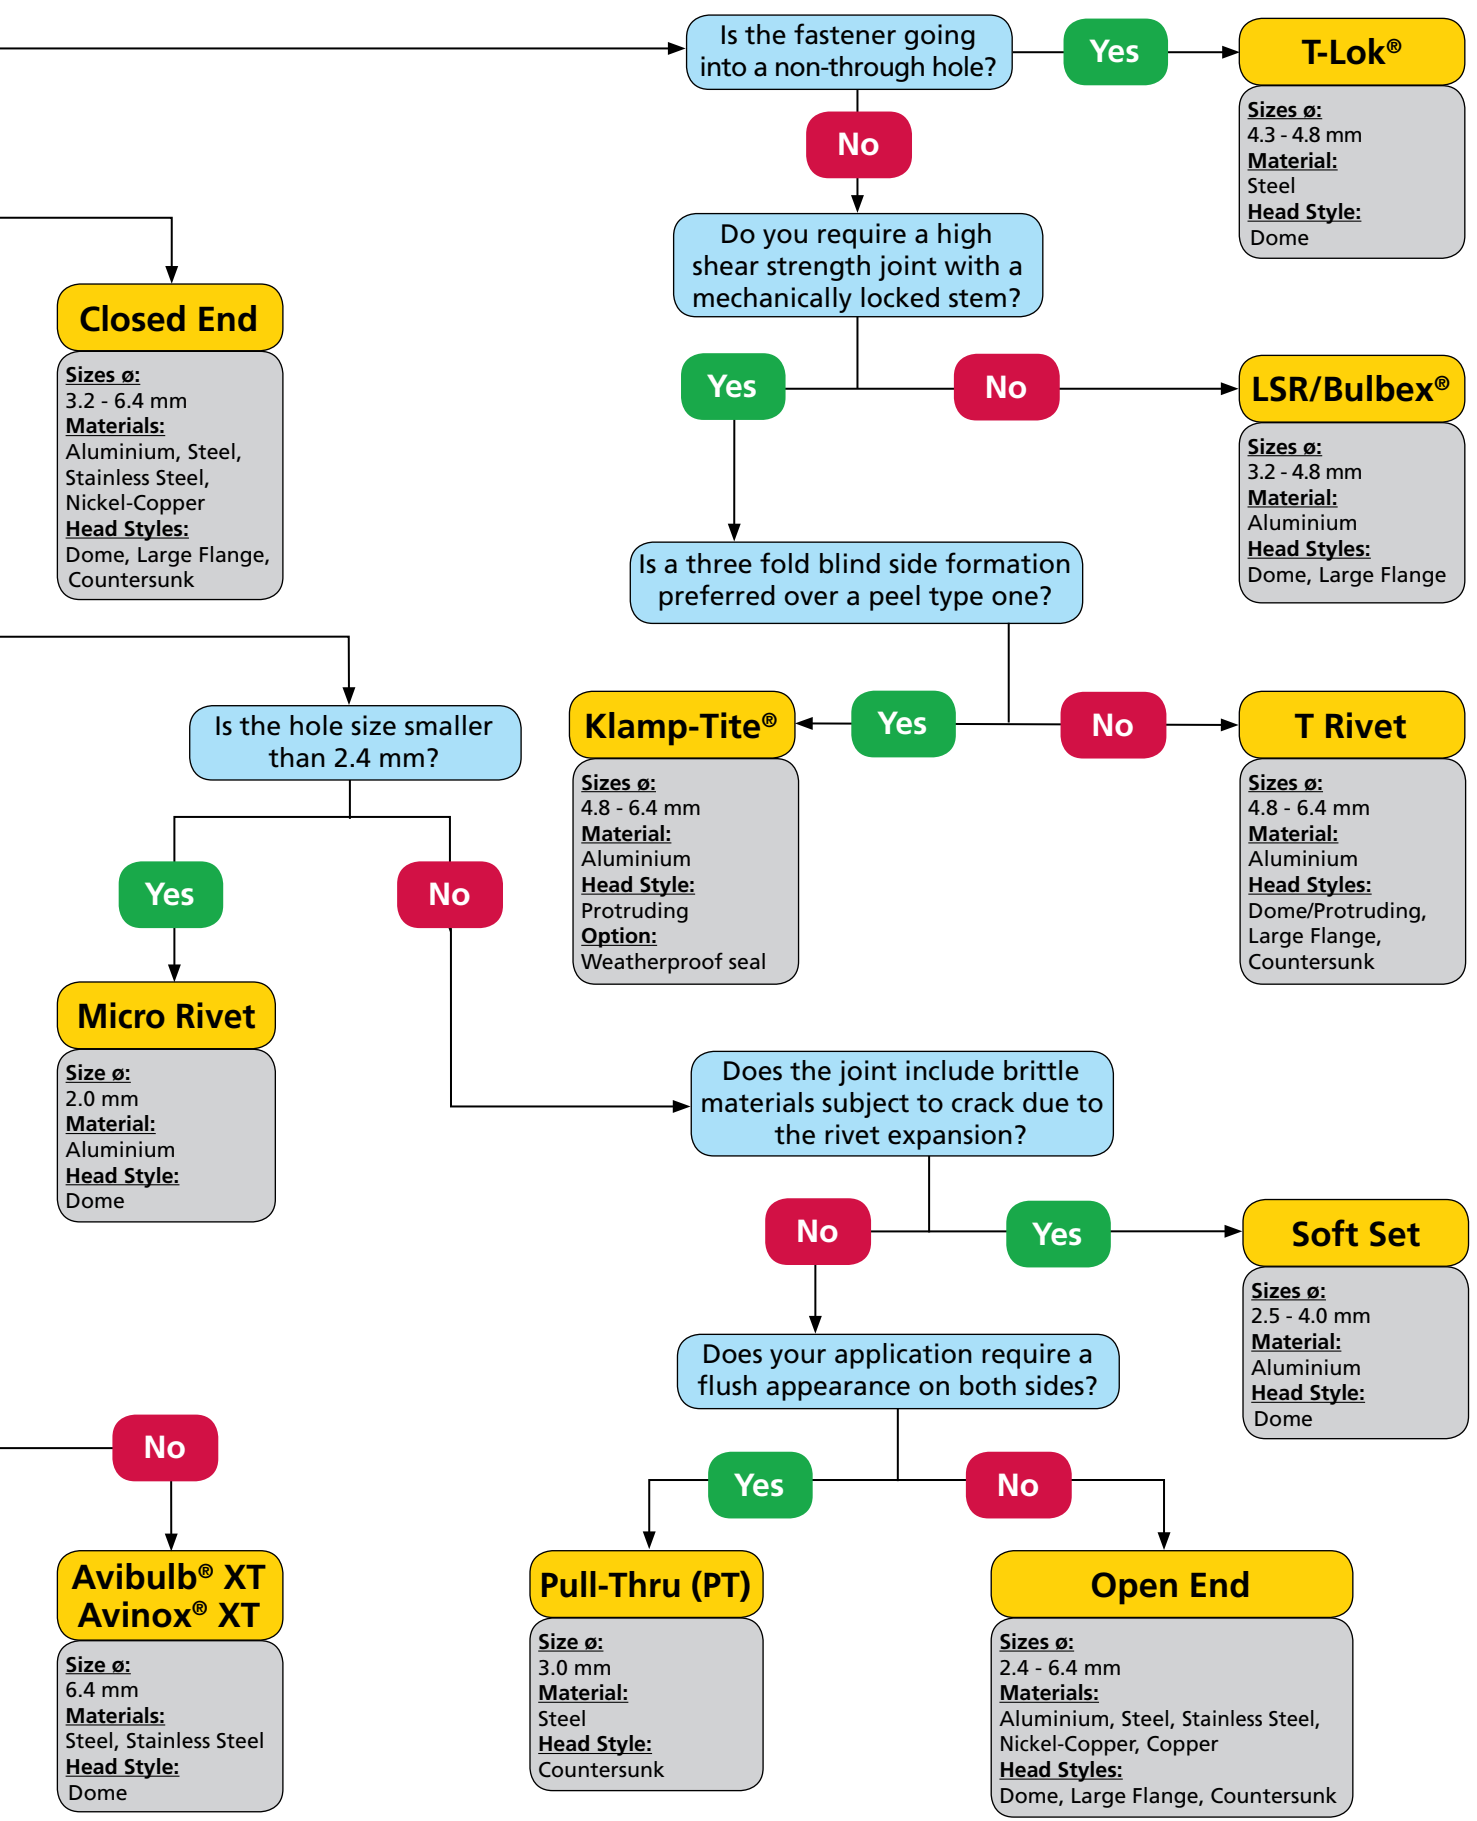 Is the fastener going
into a non-through hole?
Yes
T-Lok®
Sizes ø:
4.3 - 4.8 mm
Material:
Steel
Head Style:
Dome
No
Do you require a high
shear strength joint with a
mechanically locked stem?
Closed End
Sizes ø:
3.2 - 6.4 mm
Materials:
Aluminium, Steel,
Stainless Steel,
Nickel-Copper
Head Styles:
Dome, Large Flange,
Countersunk
Yes
No
LSR/Bulbex®
Sizes ø:
3.2 - 4.8 mm
Material:
Aluminium
Head Styles:
Dome, Large Flange
Is a three fold blind side formation
preferred over a peel type one?
Is the hole size smaller
than 2.4 mm?
Klamp-Tite®
Sizes ø:
4.8 - 6.4 mm
Material:
Aluminium
Head Style:
Protruding
Option:
Weatherproof seal
Yes
No
T Rivet
Sizes ø:
4.8 - 6.4 mm
Material:
Aluminium
Head Styles:
Dome/Protruding,
Large Flange,
Countersunk
Yes
No
Micro Rivet
Size ø:
2.0 mm
Material:
Aluminium
Head Style:
Dome
Does the joint include brittle
materials subject to crack due to
the rivet expansion?
No
Yes
Soft Set
Sizes ø:
2.5 - 4.0 mm
Material:
Aluminium
Head Style:
Dome
Does your application require a
flush appearance on both sides?
No
Yes
No
Avibulb® XT
Avinox® XT
Size ø:
6.4 mm
Materials:
Steel, Stainless Steel
Head Style:
Dome
Pull-Thru (PT)
Size ø:
3.0 mm
Material:
Steel
Head Style:
Countersunk
Open End
Sizes ø:
2.4 - 6.4 mm
Materials:
Aluminium, Steel, Stainless Steel,
Nickel-Copper, Copper
Head Styles:
Dome, Large Flange, Countersunk